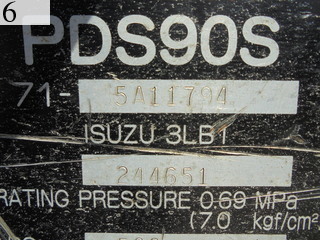 6
PDS90S
71- 5A11794
ISUZU 3LB1
244651
RATING PRESSURE 0.69 MPa
(7.0 kgf/cm²